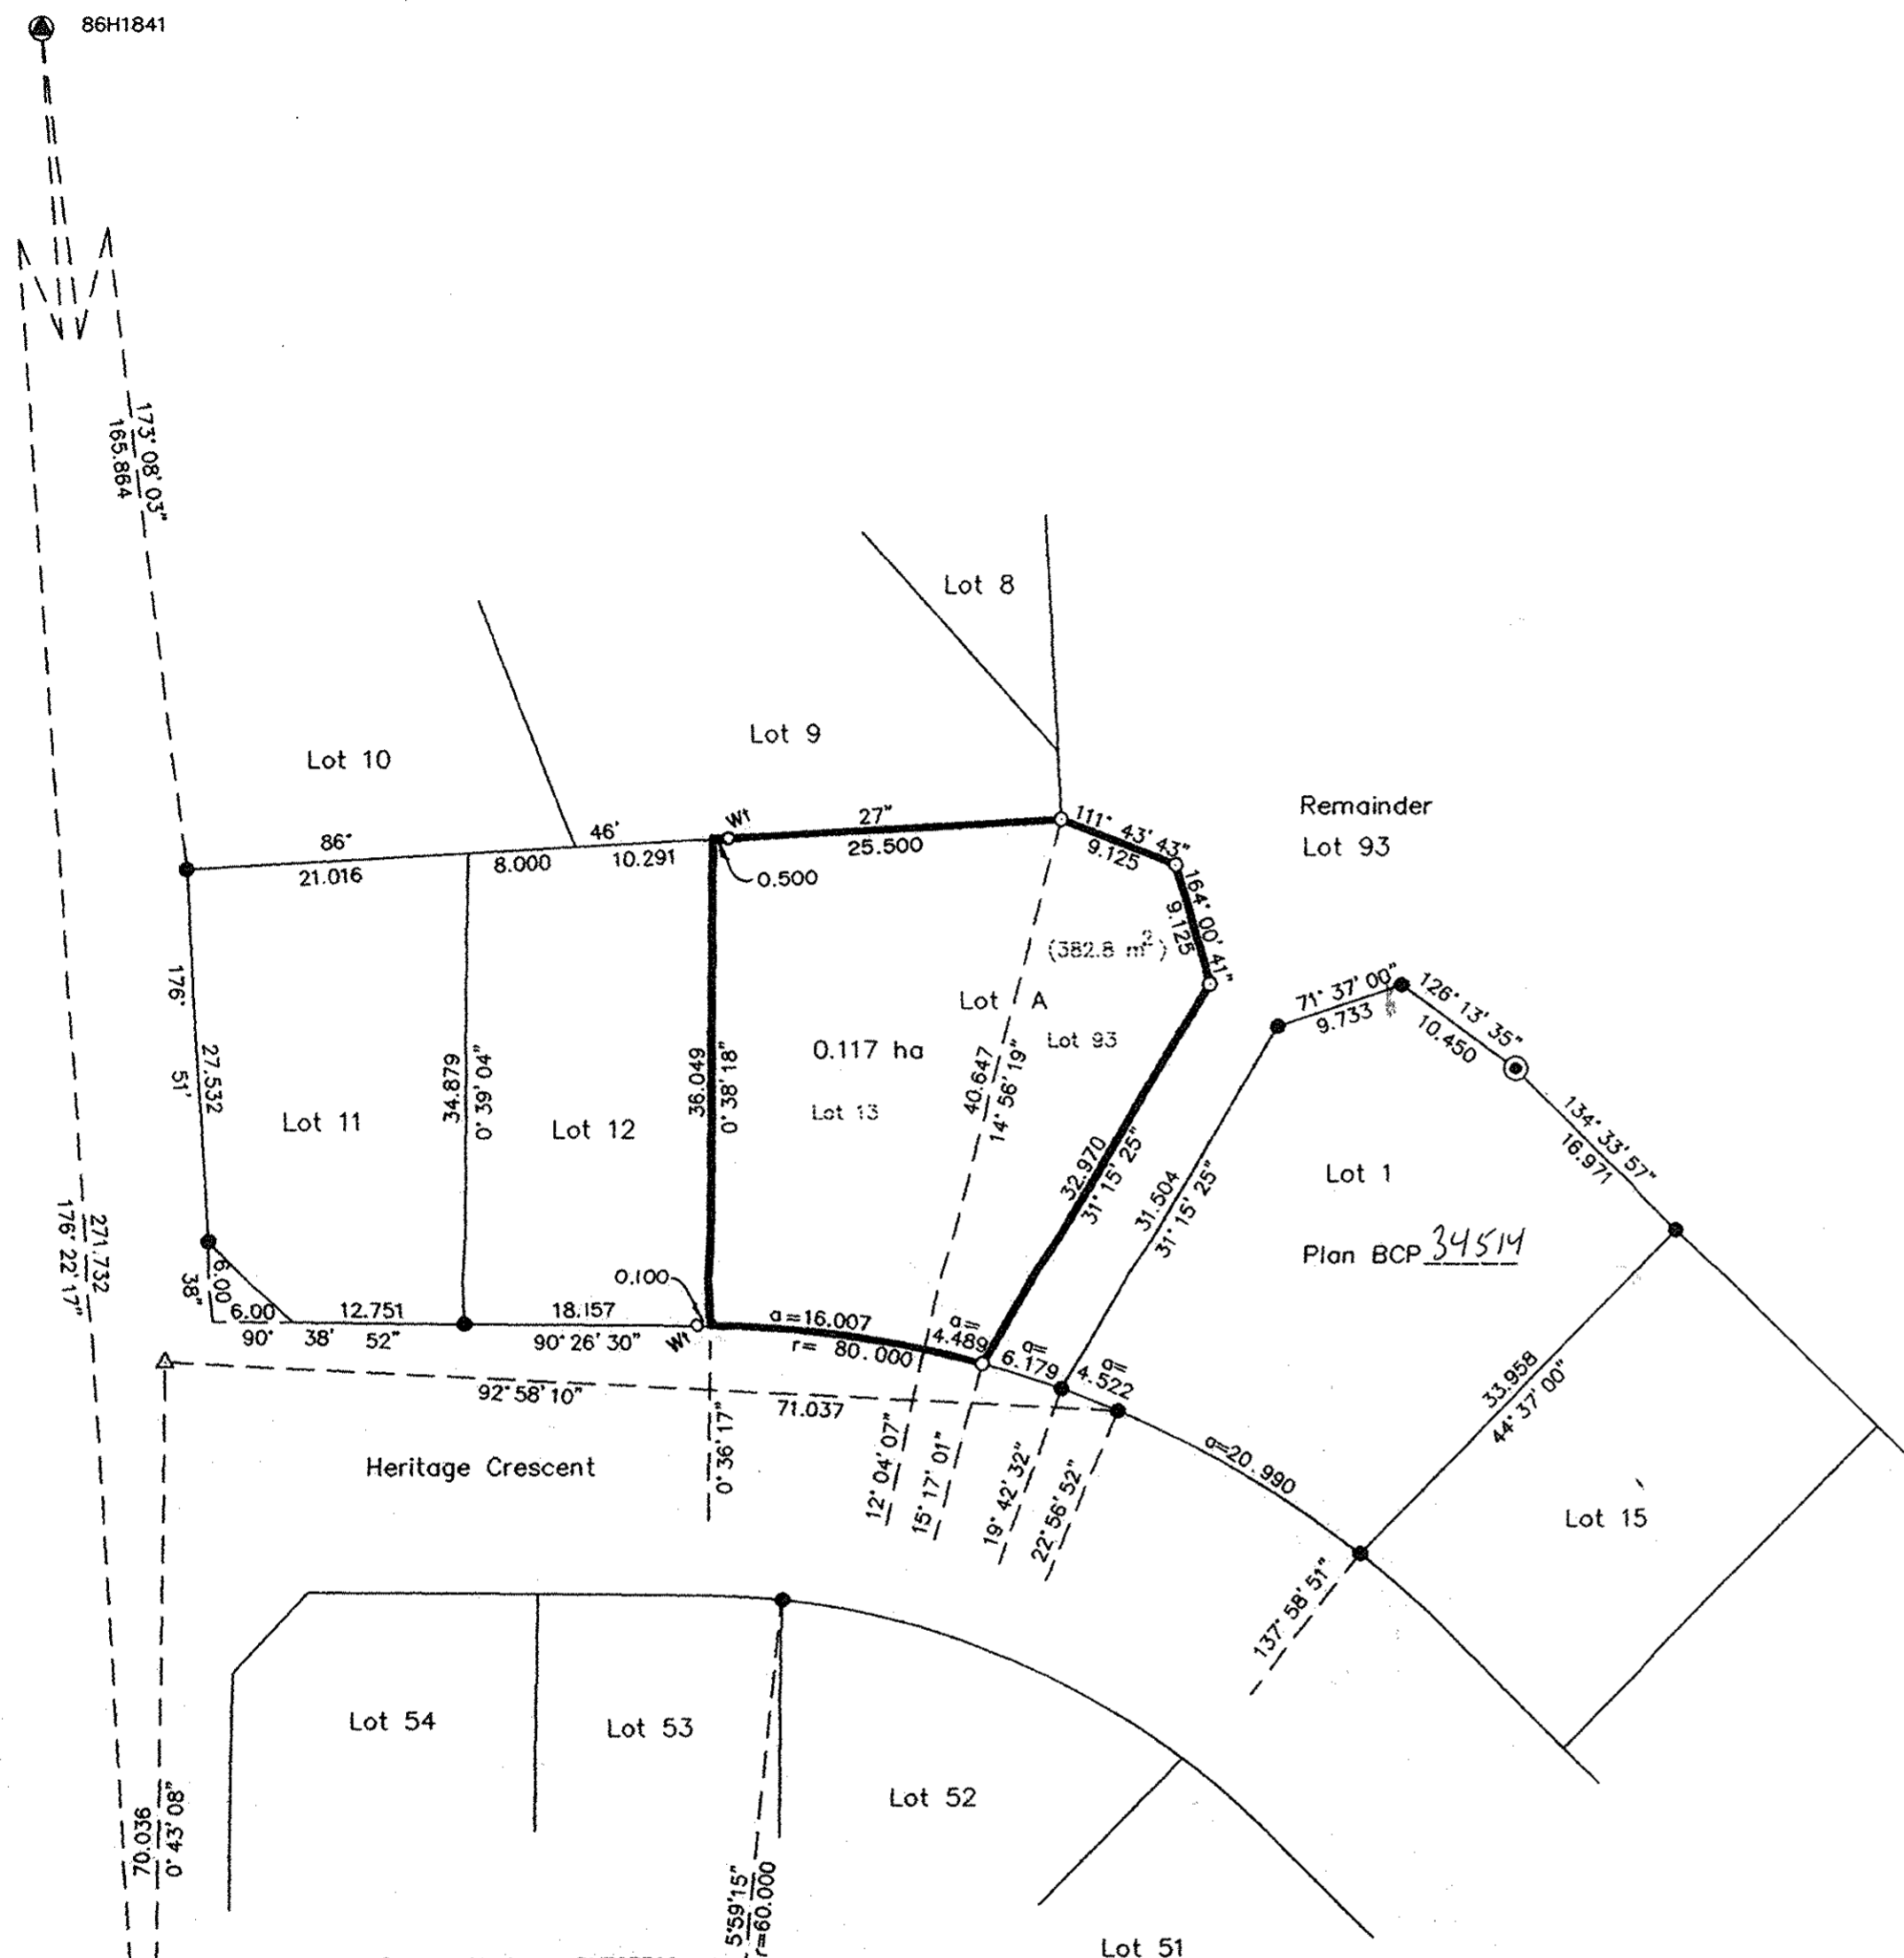 86H1841
173° 08' 03"
165.864
Lot 8
Lot 9
Lot 10
Remainder
Lot 93
86°
46'
27"
Wt
21.016
8.000
10.291
25.500
0.500
111° 43' 43"
9.125
164° 00' 41"
9.125
(382.8 m²)
Lot A
Lot 93
0.117 ha
Lot 13
71° 37' 00"
9.733
126° 13' 35"
10.450
134° 33' 57"
16.971
176°
51'
38"
27.532
Lot 11
34.879
0° 39' 04"
Lot 12
36.049
0° 38' 18"
40.647
14° 56' 19"
32.970
31° 15' 25"
31.504
31° 15' 25"
Lot 1
Plan BCP 34514
271.732
176° 22' 17"
6.00
6.00
12.751
90° 38' 52"
18.157
90° 26' 30"
0.100
Wt
a=16.007
r= 80.000
a=
4.489
a=
6.179
a=
4.522
a=20.990
33.958
44° 37' 00"
92° 58' 10"
71.037
Heritage Crescent
0° 36' 17"
12° 04' 07"
15° 17' 01"
19° 42' 32"
22° 56' 52"
137° 58' 51"
Lot 15
Lot 54
Lot 53
Lot 52
70.036
0° 43' 08"
5°59'15"
r=60.000
Lot 51